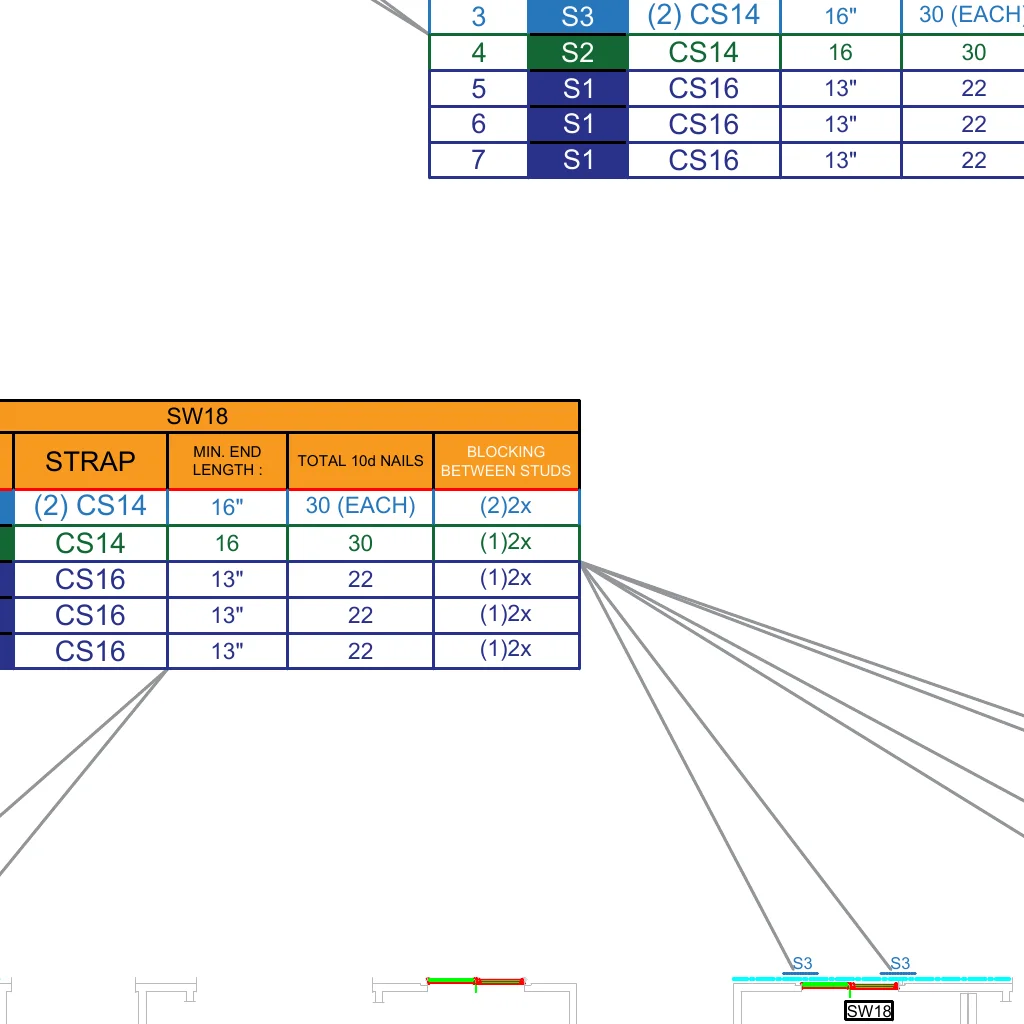 3 S3 (2) CS14 16" 30 (EACH)
4 S2 CS14 16 30
5 S1 CS16 13" 22
6 S1 CS16 13" 22
7 S1 CS16 13" 22
SW18
STRAP MIN. END LENGTH : TOTAL 10d NAILS BLOCKING BETWEEN STUDS
(2) CS14 16" 30 (EACH) (2)2x
CS14 16 30 (1)2x
CS16 13" 22 (1)2x
CS16 13" 22 (1)2x
CS16 13" 22 (1)2x
S3 S3
SW18